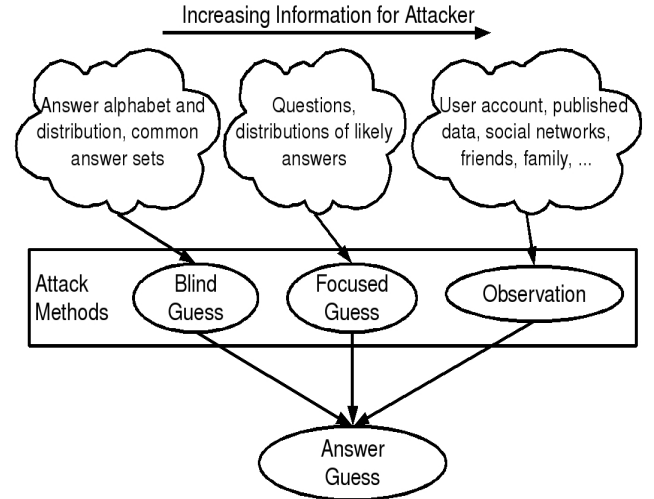 Increasing Information for Attacker
Answer alphabet and
distribution, common
answer sets
Questions,
distributions of likely
answers
User account, published
data, social networks,
friends, family, ...
Attack
Methods
Blind
Guess
Focused
Guess
Observation
Answer
Guess